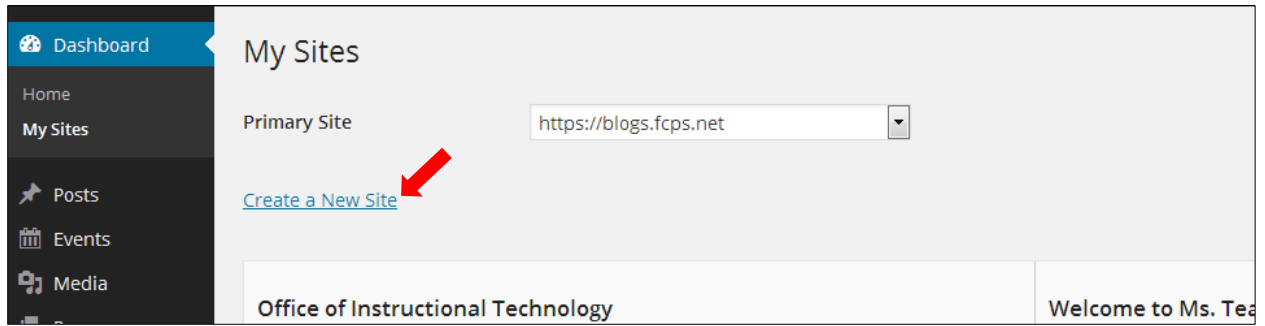 Dashboard
Home
My Sites
Posts
Events
Media
My Sites
Primary Site https://blogs.fcps.net
Create a New Site
Office of Instructional Technology
Welcome to Ms. Tea